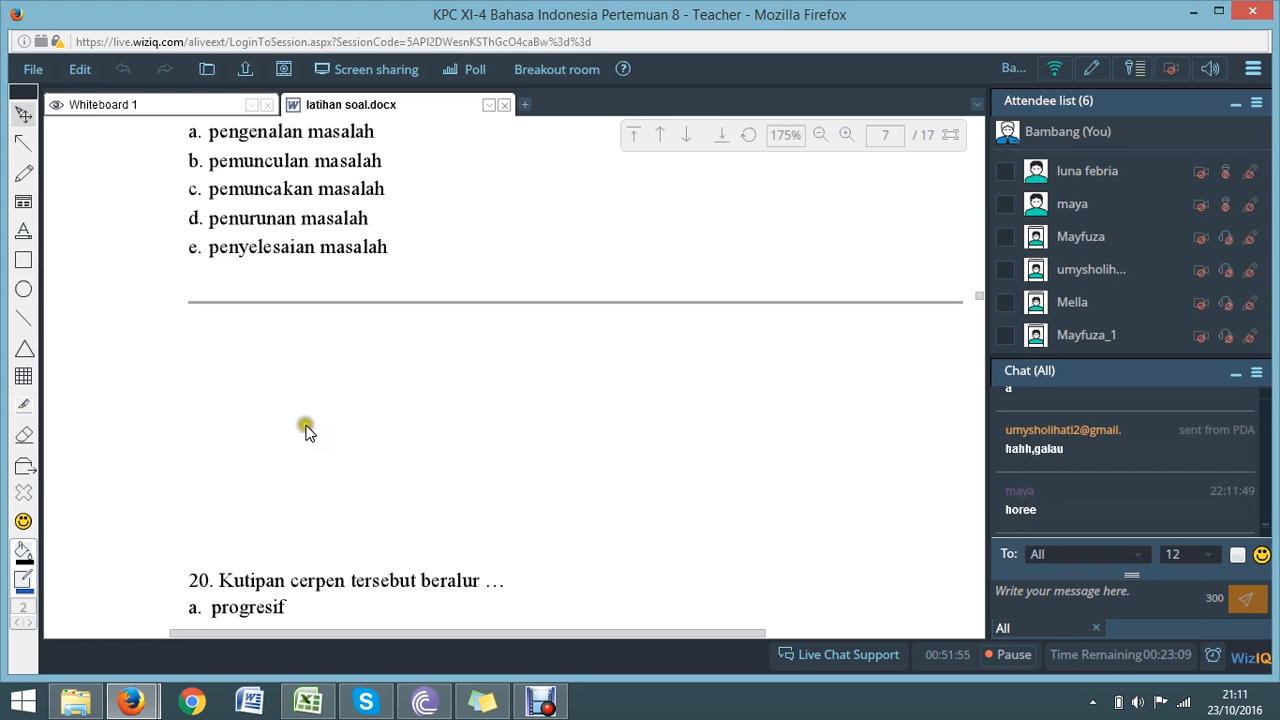 KPC XI-4 Bahasa Indonesia Pertemuan 8 - Teacher - Mozilla Firefox
https://live.wiziq.com/aliveext/LoginToSession.aspx?SessionCode=5API2DWesnKSThGcO4caBw%3d%3d
File Edit Screen sharing Poll Breakout room Ba...
Whiteboard 1
latihan soal.docx
175% 7 / 17
a. pengenalan masalah
b. pemunculan masalah
c. pemuncakan masalah
d. penurunan masalah
e. penyelesaian masalah
20. Kutipan cerpen tersebut beralur …
a. progresif
2
Attendee list (6)
Bambang (You)
luna febria
maya
Mayfuza
umysholih...
Mella
Mayfuza_1
Chat (All)
a
umysholihati2@gmail. sent from PDA
hahh,galau
maya 22:11:49
horee
To: All 12
Write your message here. 300
All
Live Chat Support 00:51:55 Pause Time Remaining 00:23:09 WizIQ
21:11
23/10/2016